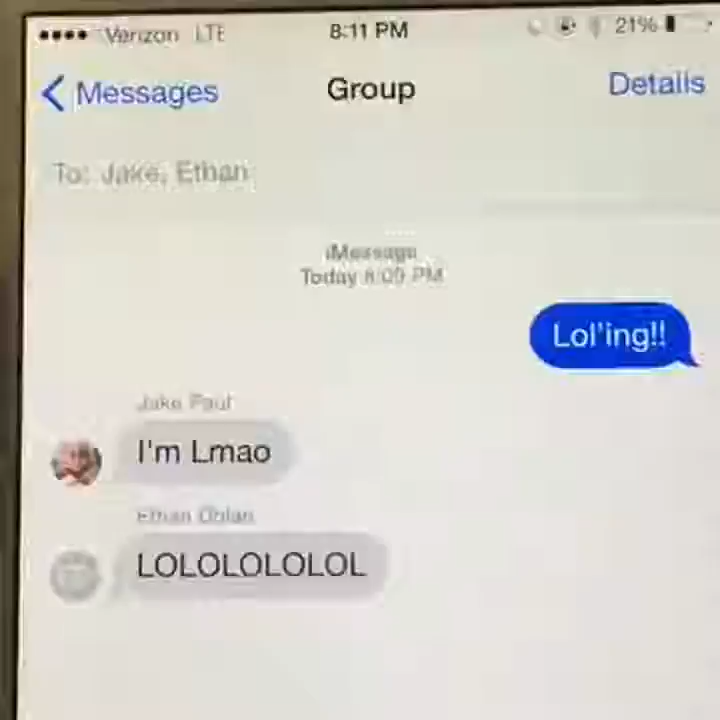 Verizon LTE 8:11 PM 21%
Messages Group Details
To: Jake, Ethan
iMessage
Today 8:09 PM
Lol'ing!!
Jake Paul
I'm Lmao
Ethan Dolan
LOLOLOLOLOL